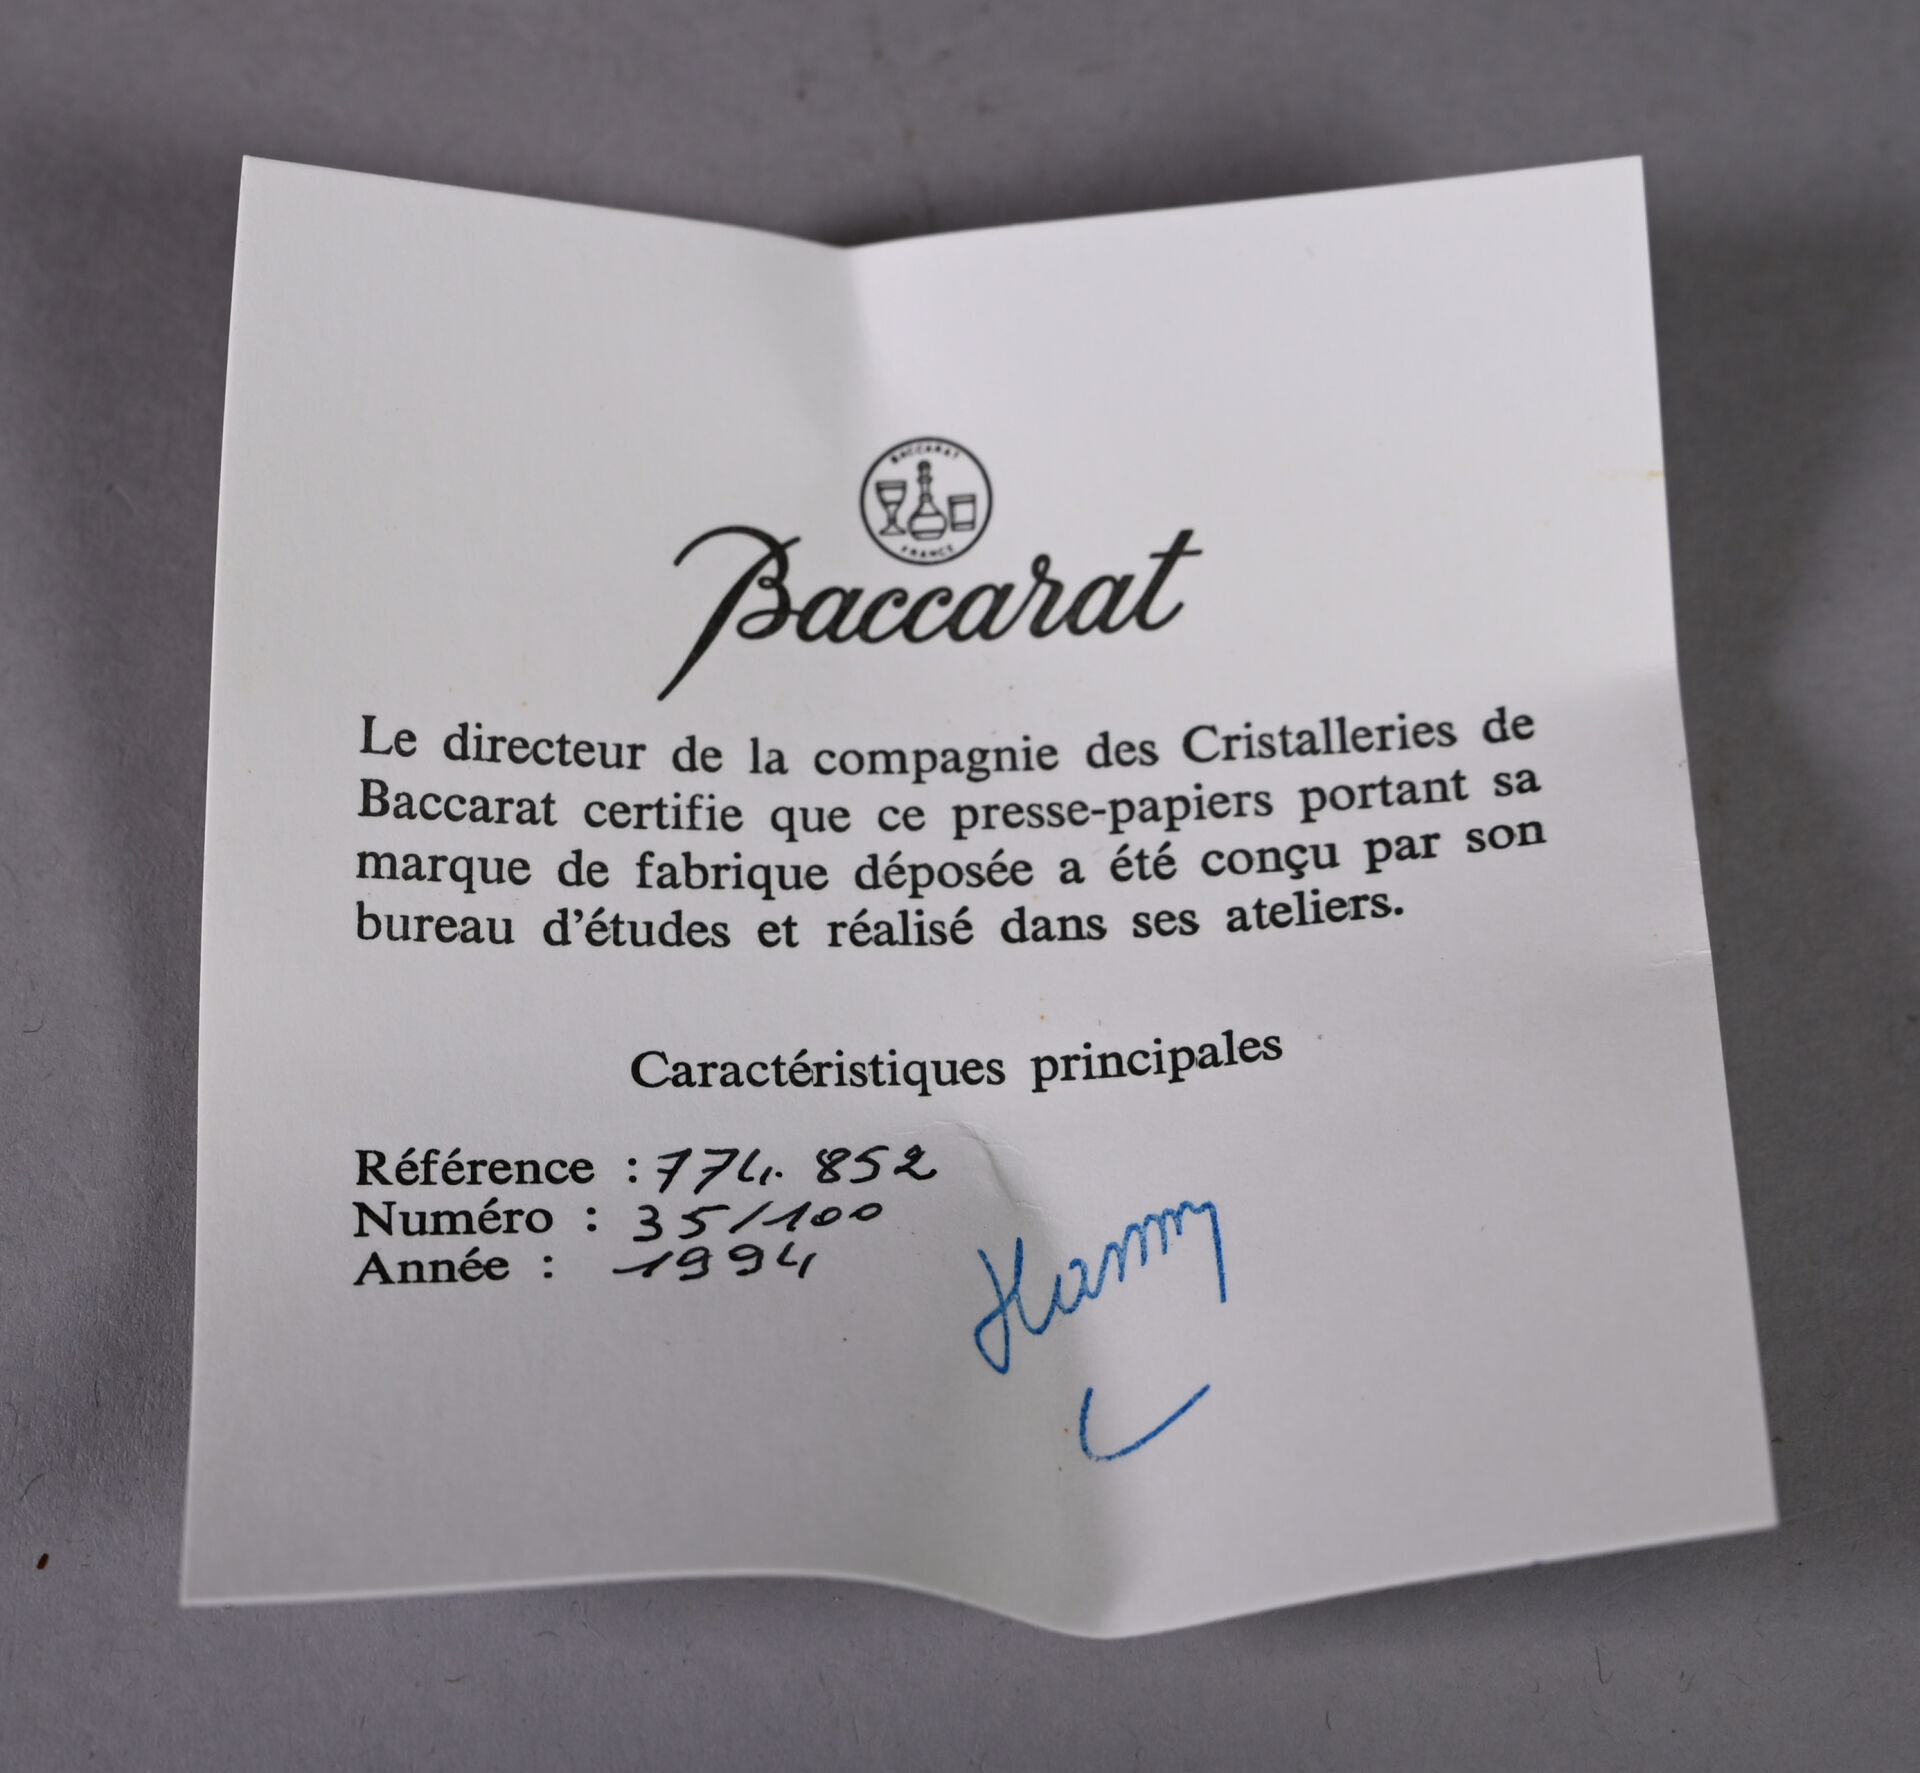 BACCARAT
FRANCE
Baccarat
Le directeur de la compagnie des Cristalleries de
Baccarat certifie que ce presse-papiers portant sa
marque de fabrique déposée a été conçu par son
bureau d'études et réalisé dans ses ateliers.
Caractéristiques principales
Référence : 774. 852
Numéro : 35/100
Année : 1994